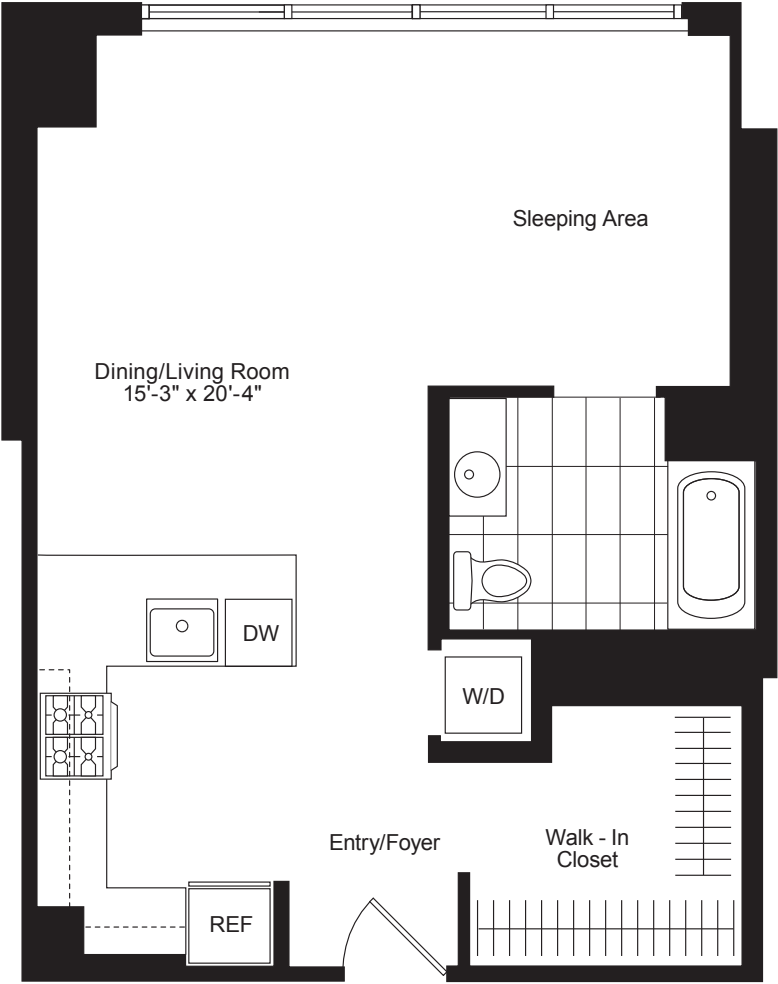 Sleeping Area
Dining/Living Room
15'-3" x 20'-4"
DW
W/D
Entry/Foyer
Walk - In
Closet
REF